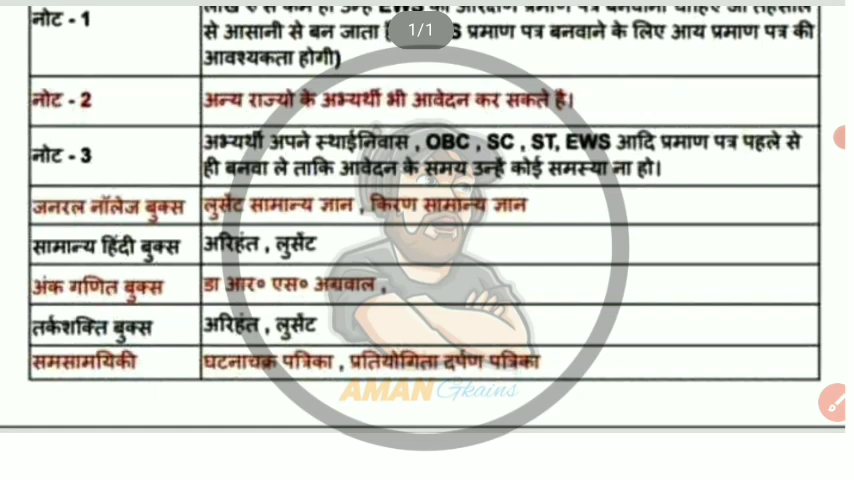 नोट - 1
EWS
1/1
से आसानी से बन जाता
S प्रमाण पत्र बनवाने के लिए आय प्रमाण पत्र की
आवश्यकता होगी)
नोट - 2
अन्य राज्यो के अभ्यर्थी भी आवेदन कर सकते है।
नोट - 3
अभ्यर्थी अपने स्थाईनिवास , OBC , SC , ST, EWS आदि प्रमाण पत्र पहले से
ही बनवा ले ताकि आवेदन के समय उन्हे कोई समस्या ना हो।
जनरल नॉलेज बुक्स
लुसेंट सामान्य ज्ञान , किरण सामान्य ज्ञान
सामान्य हिंदी बुक्स
अरिहंत , लुसेंट
अंक गणित बुक्स
डा आर० एस० अग्रवाल ,
तर्कशक्ति बुक्स
अरिहंत , लुसेंट
समसामयिकी
घटनाचक्र पत्रिका , प्रतियोगिता दर्पण पत्रिका
AMAN Gkains